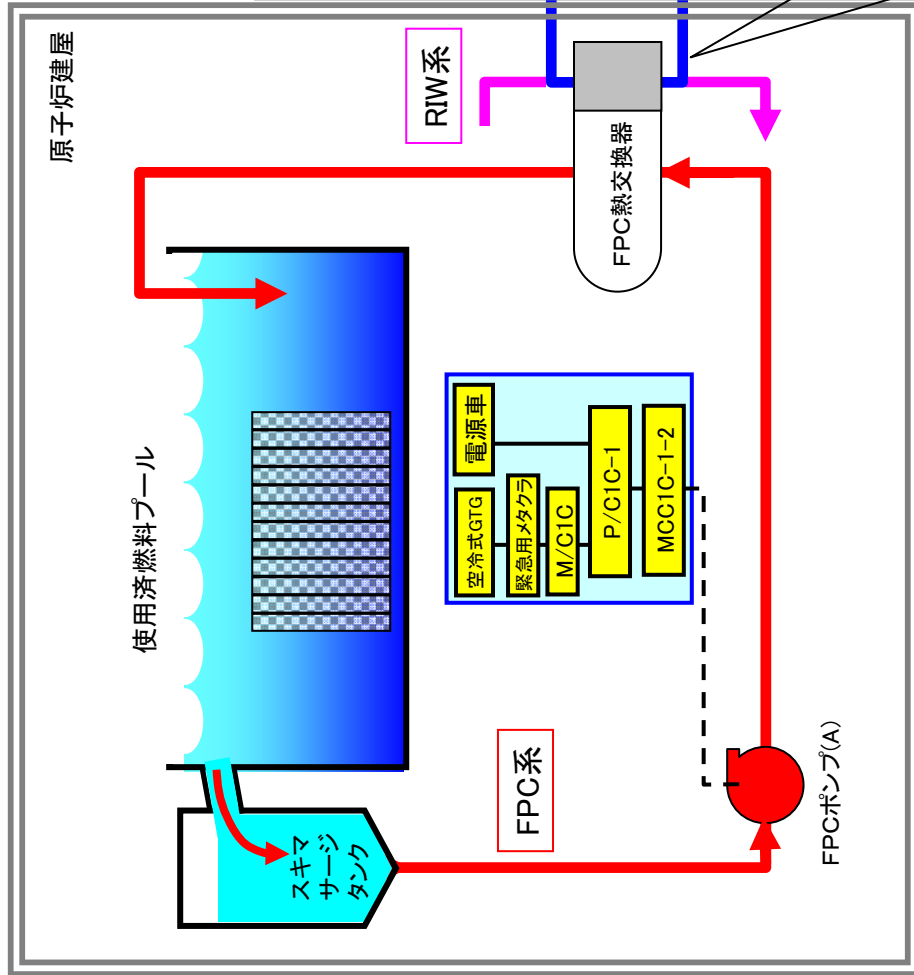 原子炉建屋
RIW系
使用済燃料プール
FPC熱交換器
電源車
空冷式GTG
緊急用メタクラ
M/C1C
P/C1C-1
MCC1C-1-2
スキマ
サージ
タンク
FPC系
FPCポンプ(A)